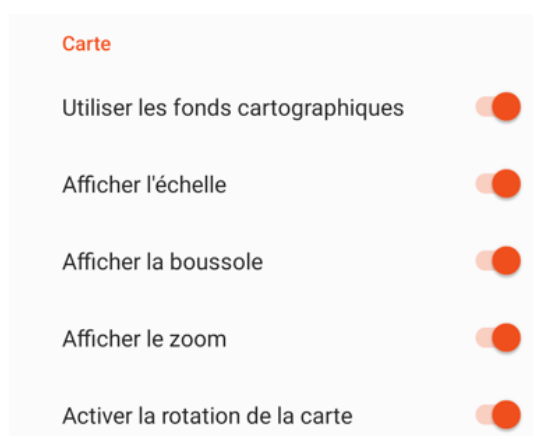 Carte
Utiliser les fonds cartographiques
Afficher l'échelle
Afficher la boussole
Afficher le zoom
Activer la rotation de la carte